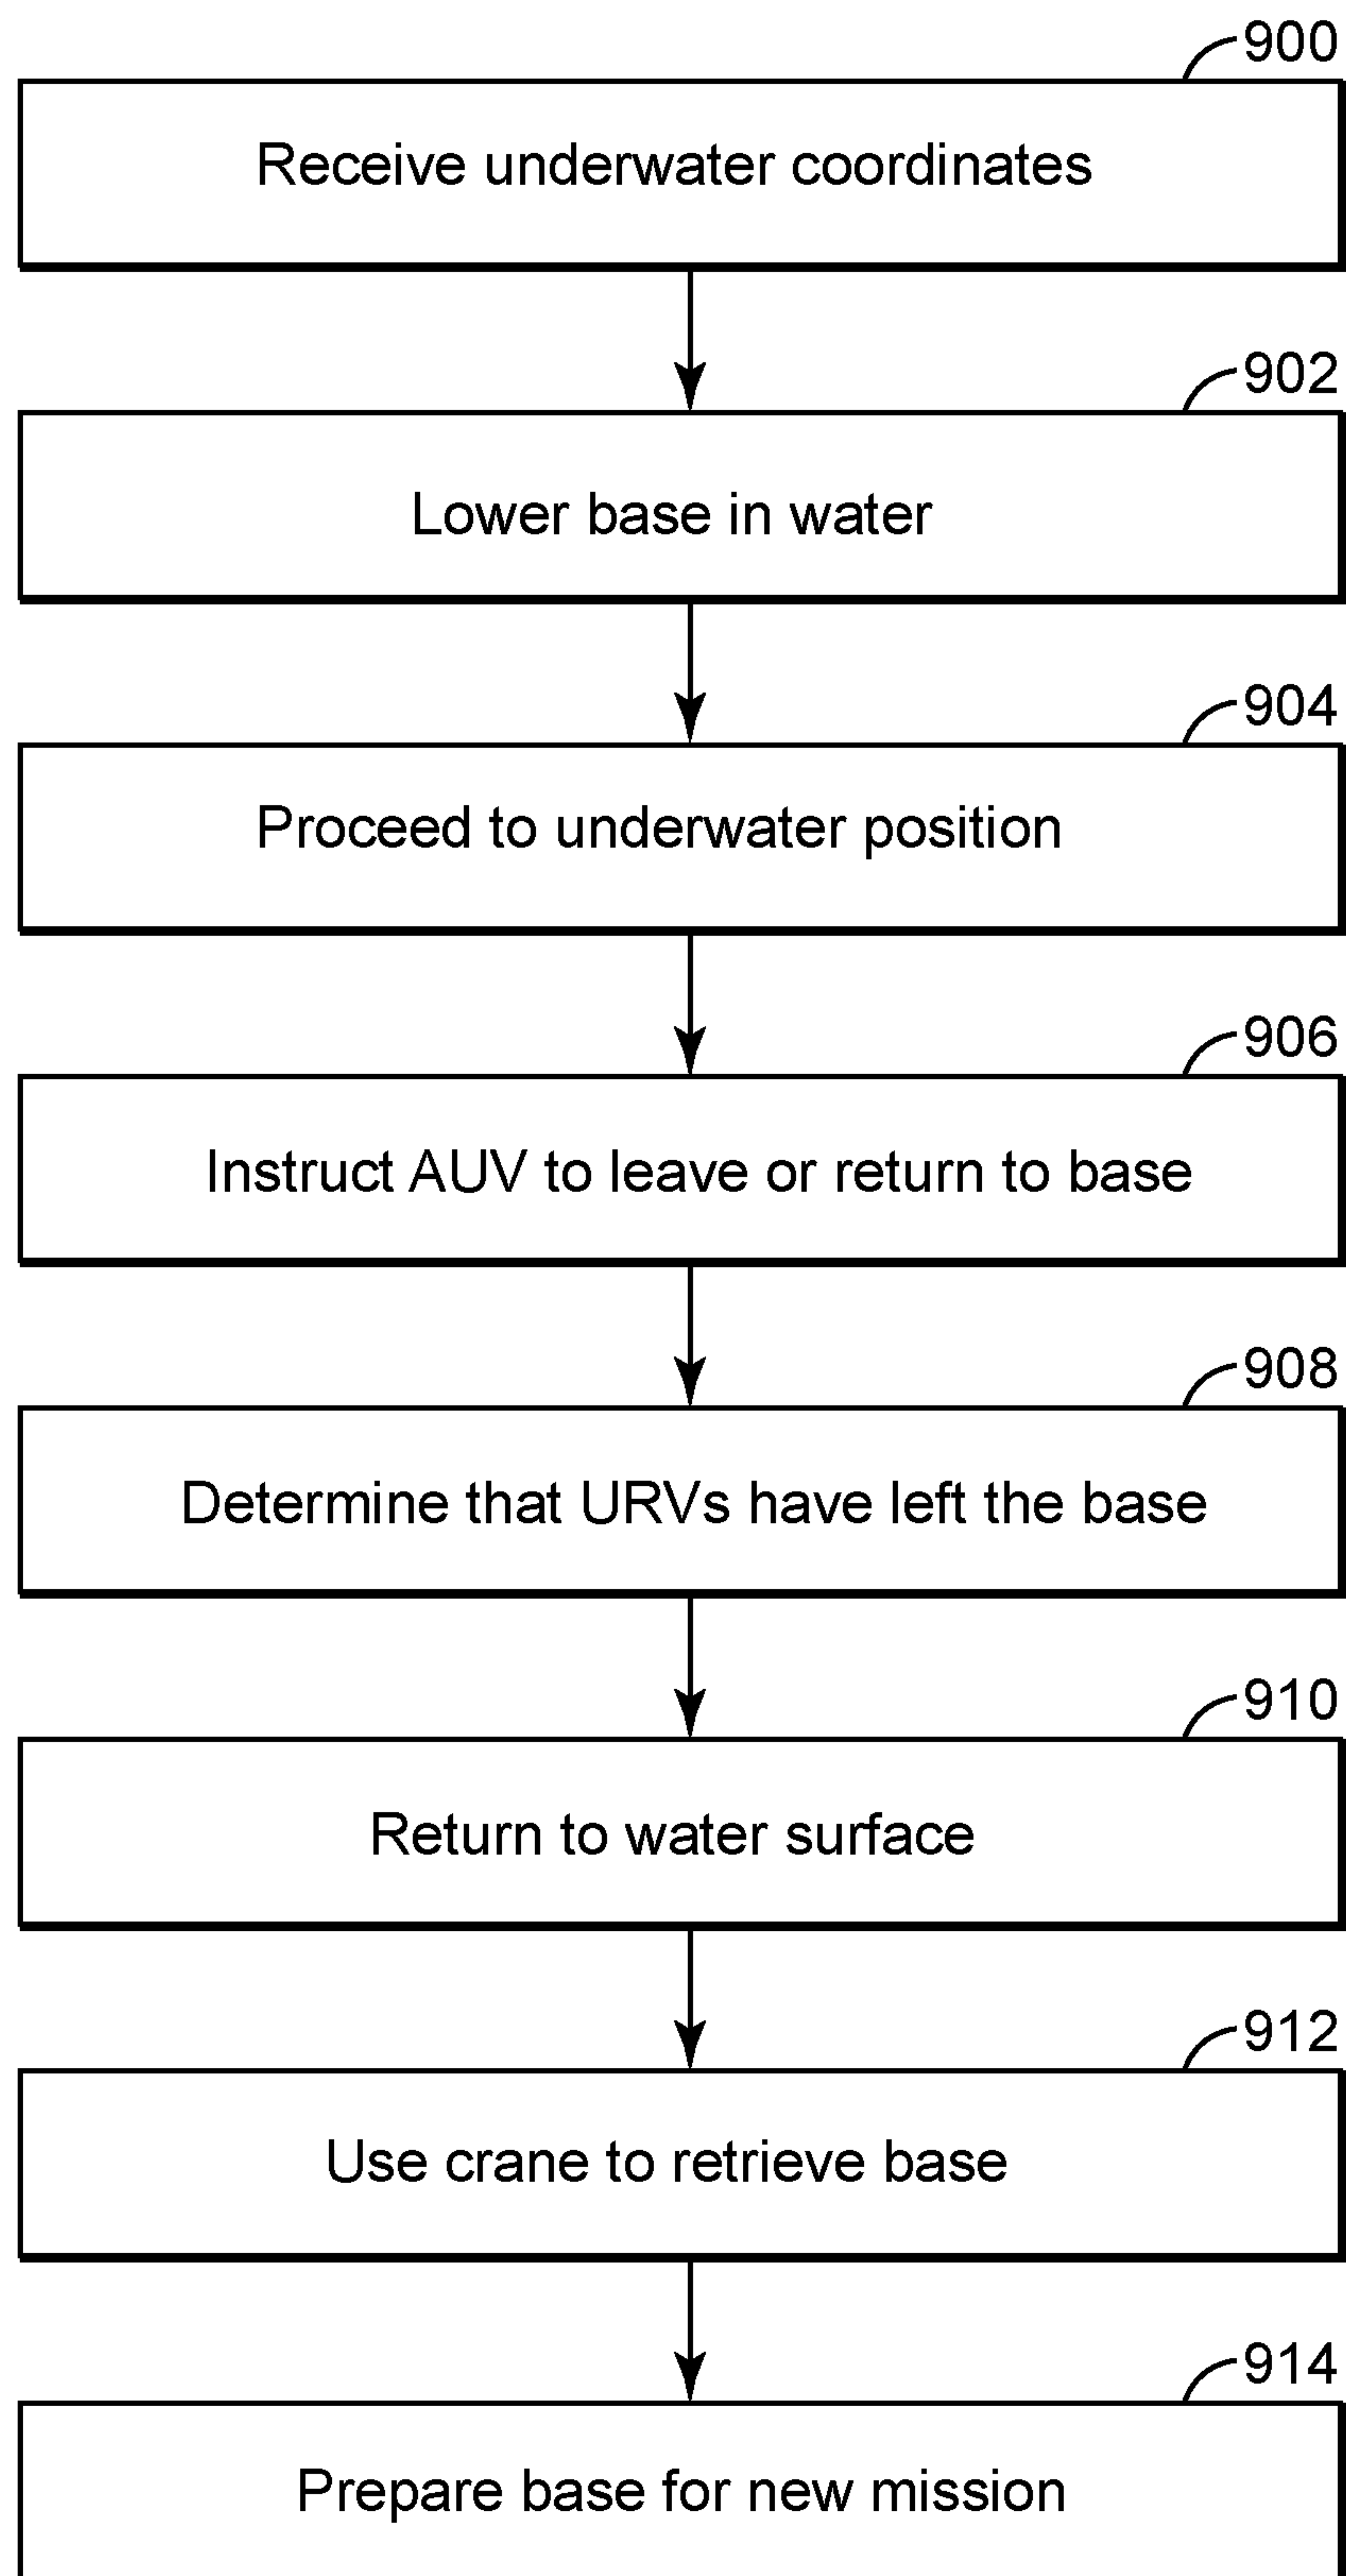 900
Receive underwater coordinates
902
Lower base in water
904
Proceed to underwater position
906
Instruct AUV to leave or return to base
908
Determine that URVs have left the base
910
Return to water surface
912
Use crane to retrieve base
914
Prepare base for new mission